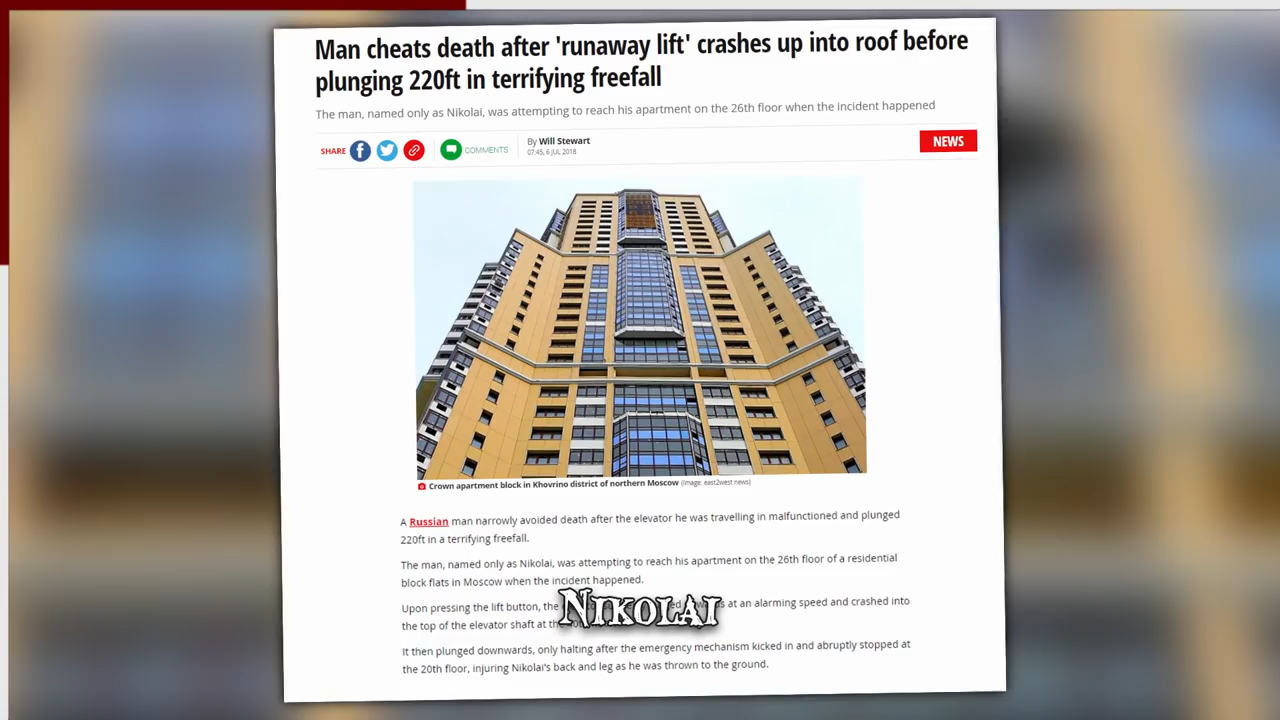 Man cheats death after 'runaway lift' crashes up into roof before
plunging 220ft in terrifying freefall
The man, named only as Nikolai, was attempting to reach his apartment on the 26th floor when the incident happened
SHARE COMMENTS
By Will Stewart
07:45, 6 JUL 2018
NEWS
Crown apartment block in Khovrino district of northern Moscow (Image: east2west news)
A Russian man narrowly avoided death after the elevator he was travelling in malfunctioned and plunged
220ft in a terrifying freefall.
The man, named only as Nikolai, was attempting to reach his apartment on the 26th floor of a residential
block flats in Moscow when the incident happened.
Upon pressing the lift button, the at an alarming speed and crashed into
the top of the elevator shaft at the
NIKOLAI
It then plunged downwards, only halting after the emergency mechanism kicked in and abruptly stopped at
the 20th floor, injuring Nikolai's back and leg as he was thrown to the ground.